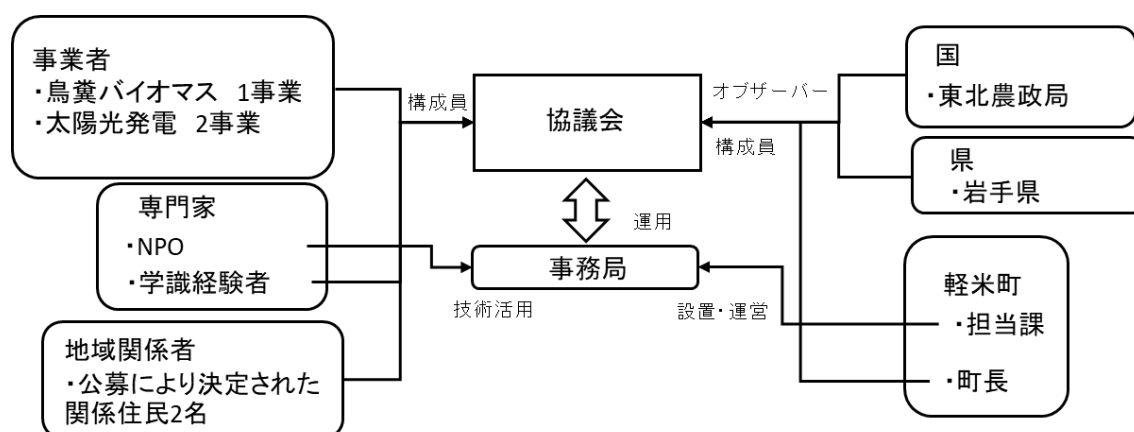 事業者
・鳥糞バイオマス 1事業
・太陽光発電 2事業
専門家
・NPO
・学識経験者
地域関係者
・公募により決定された
関係住民2名
構成員
協議会
オブザーバー
構成員
運用
事務局
技術活用
設置・運営
国
・東北農政局
県
・岩手県
軽米町
・担当課
・町長